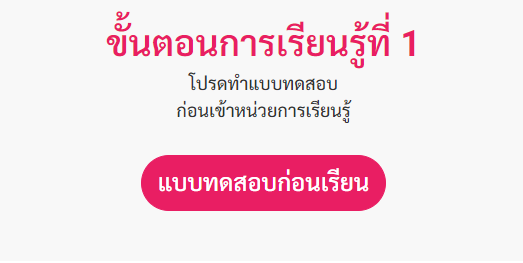 ขั้นตอนการเรียนรู้ที่ 1
โปรดทำแบบทดสอบ
ก่อนเข้าหน่วยการเรียนรู้
แบบทดสอบก่อนเรียน